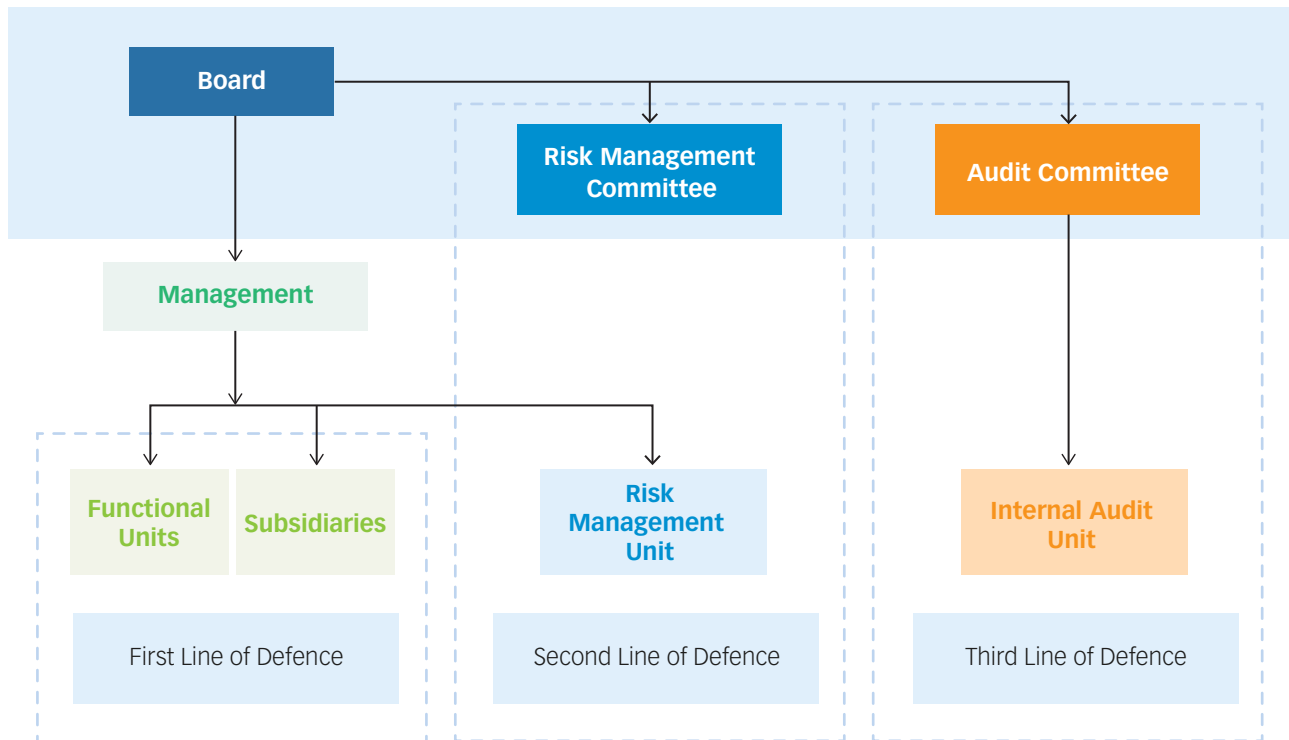 Board
Risk Management
Committee
Audit Committee
Management
Functional
Units
Subsidiaries
Risk
Management
Unit
Internal Audit
Unit
First Line of Defence
Second Line of Defence
Third Line of Defence